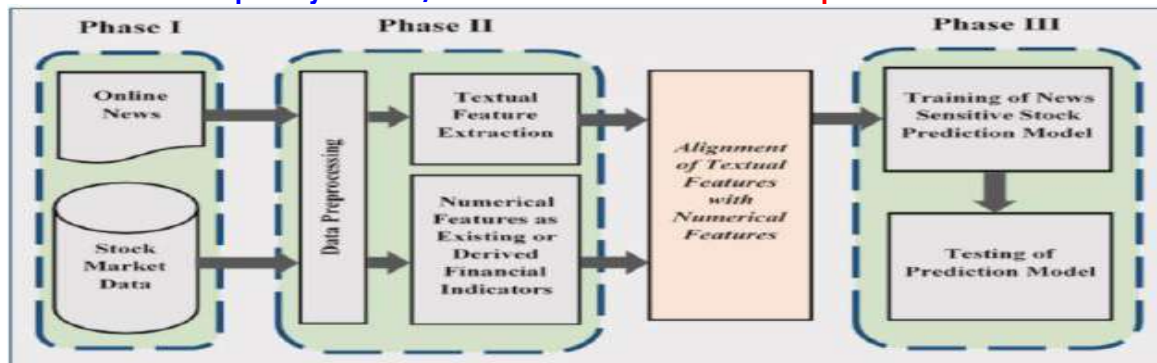 Phase I
Phase II
Phase III
Online
News
Stock
Market
Data
Data Preprocessing
Textual
Feature
Extraction
Numerical
Features as
Existing or
Derived
Financial
Indicators
Alignment
of Textual
Features
with
Numerical
Features
Training of News
Sensitive Stock
Prediction Model
Testing of
Prediction Model